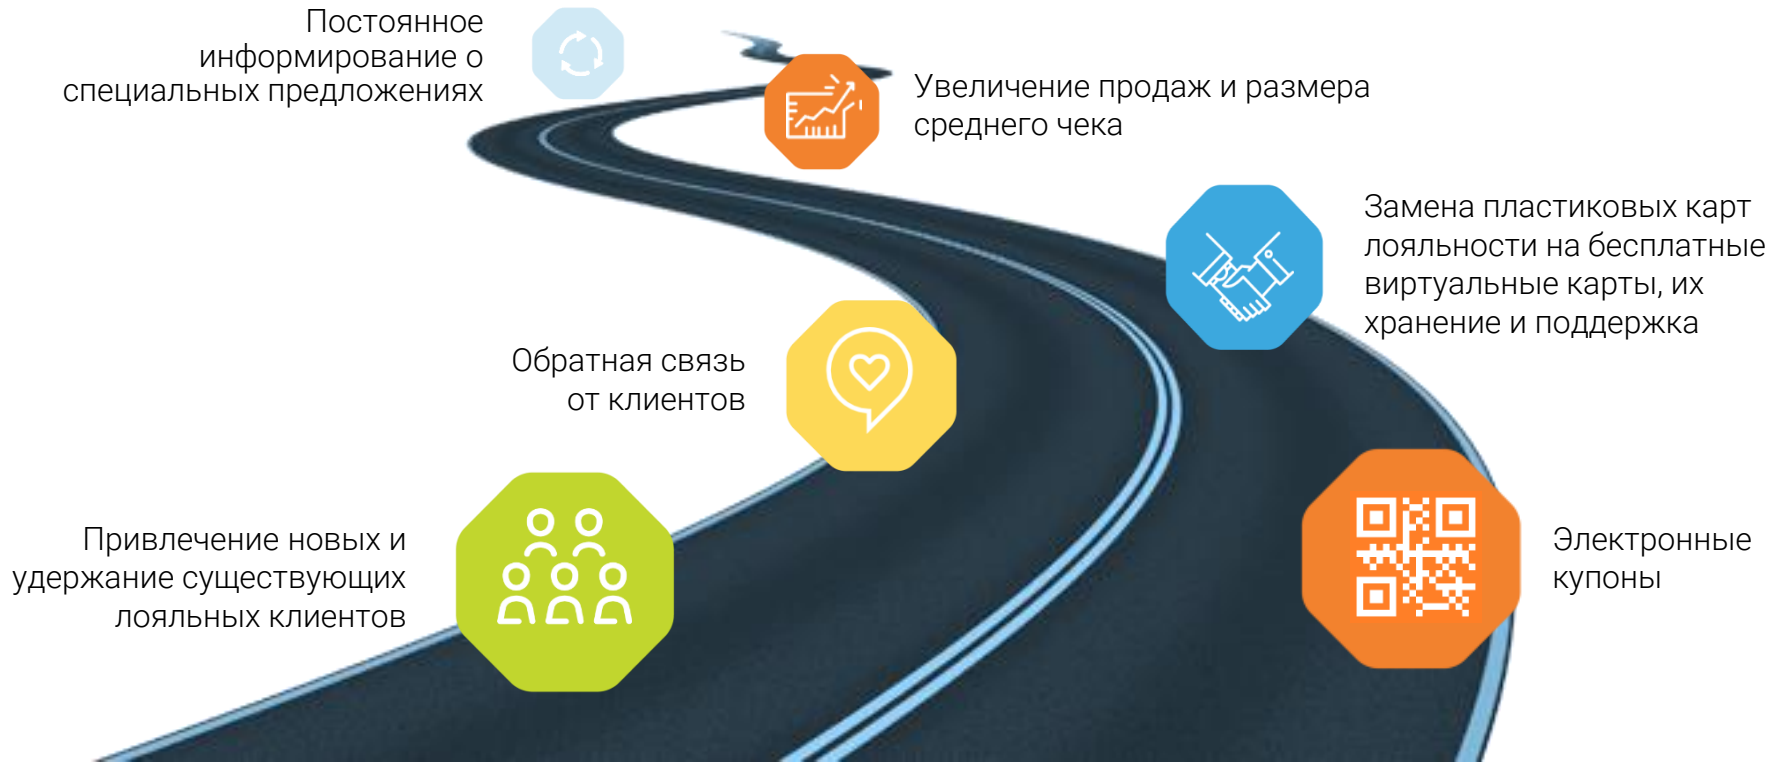 Постоянное
информирование о
специальных предложениях
Увеличение продаж и размера
среднего чека
Замена пластиковых карт
лояльности на бесплатные
виртуальные карты, их
хранение и поддержка
Обратная связь
от клиентов
Привлечение новых и
удержание существующих
лояльных клиентов
Электронные
купоны